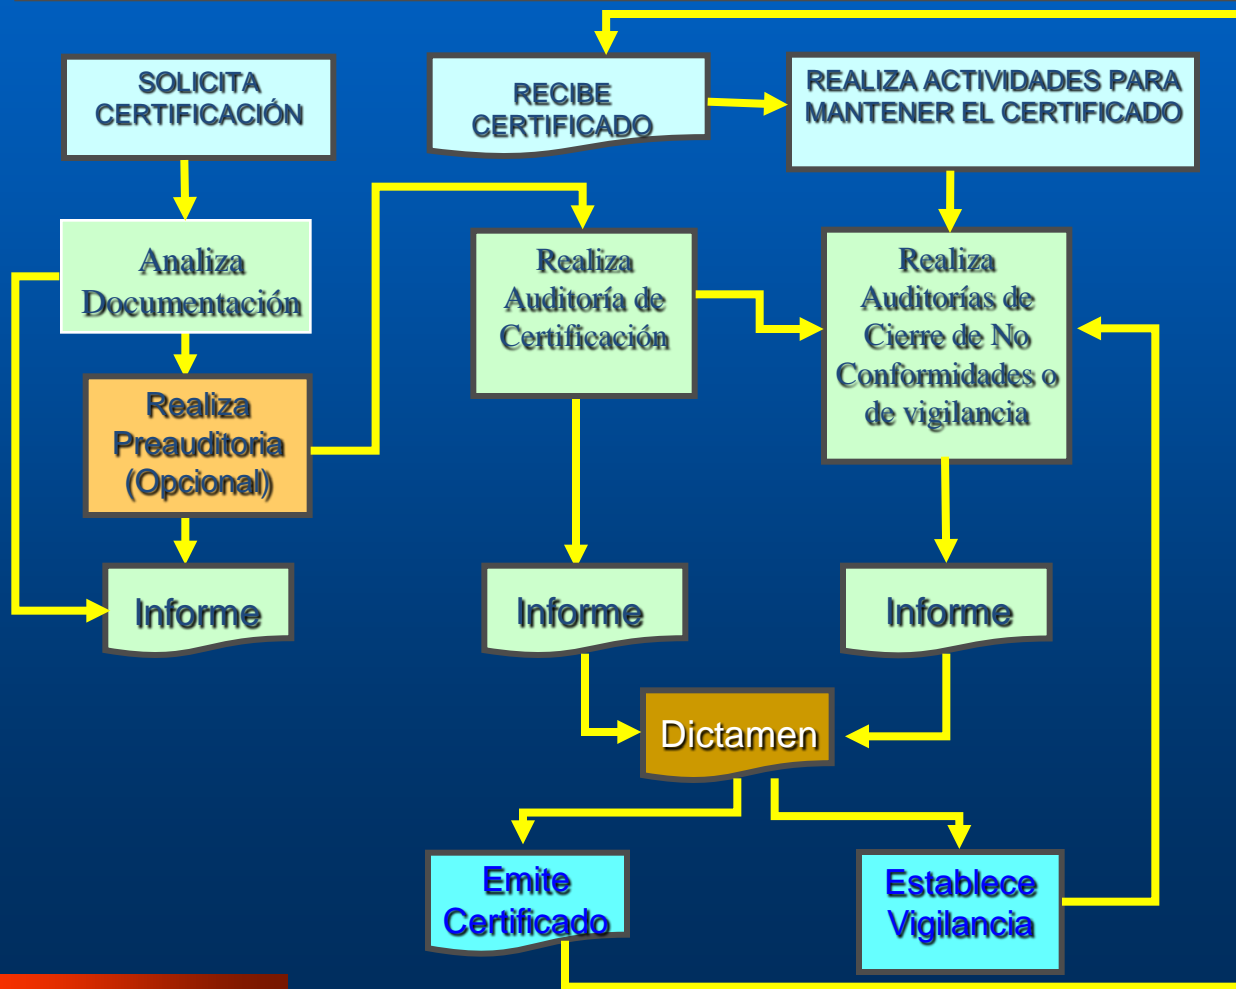 SOLICITA
CERTIFICACIÓN
RECIBE
CERTIFICADO
REALIZA ACTIVIDADES PARA
MANTENER EL CERTIFICADO
Analiza
Documentación
Realiza
Auditoría de
Certificación
Realiza
Auditorías de
Cierre de No
Conformidades o
de vigilancia
Realiza
Preauditoria
(Opcional)
Informe
Informe
Informe
Dictamen
Emite
Certificado
Establece
Vigilancia